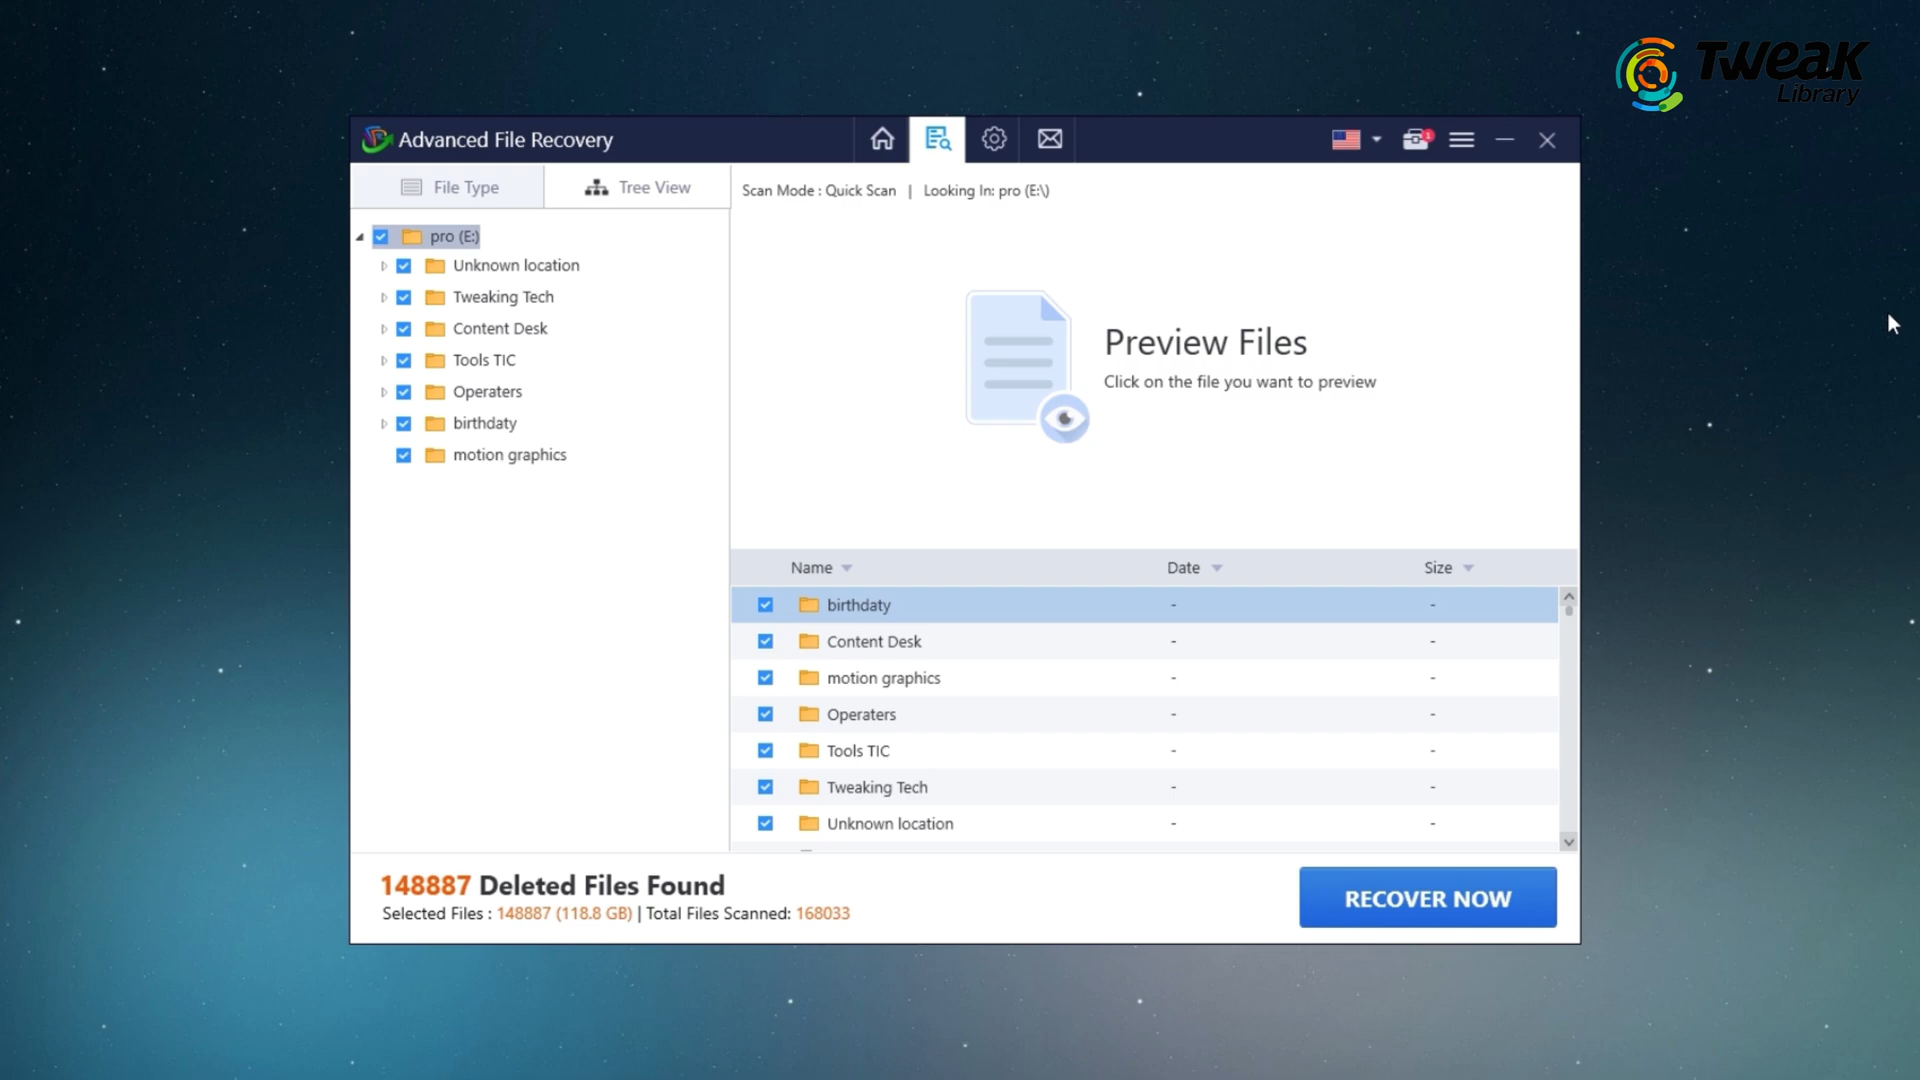 Tweak
Library
Advanced File Recovery
1
File Type
Tree View
Scan Mode : Quick Scan | Looking In: pro (E:\)
pro (E:)
Unknown location
Tweaking Tech
Content Desk
Tools TIC
Operaters
birthdaty
motion graphics
Preview Files
Click on the file you want to preview
Name Date Size
birthdaty - -
Content Desk - -
motion graphics - -
Operaters - -
Tools TIC - -
Tweaking Tech - -
Unknown location - -
148887 Deleted Files Found
Selected Files : 148887 (118.8 GB) | Total Files Scanned: 168033
RECOVER NOW